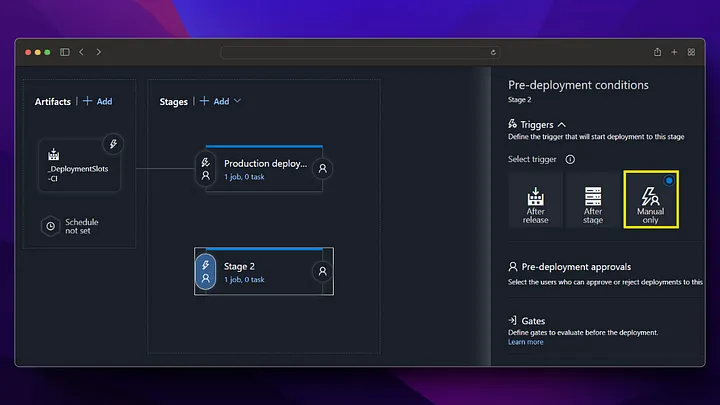 Artifacts | + Add
_DeploymentSlots
-CI
Schedule
not set
Stages | + Add
Production deploy...
1 job, 0 task
Stage 2
1 job, 0 task
Pre-deployment conditions
Stage 2
Triggers
Define the trigger that will start deployment to this stage
Select trigger
After
release
After
stage
Manual
only
Pre-deployment approvals
Select the users who can approve or reject deployments to this
Gates
Define gates to evaluate before the deployment.
Learn more